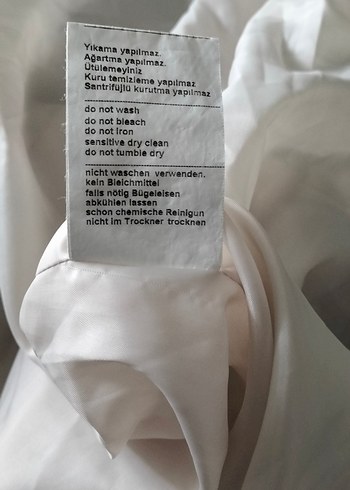 Yıkama yapılmaz.
Ağartma yapılmaz.
Ütülemeyiniz
Kuru temizleme yapılmaz
Santrifüjlü kurutma yapılmaz
do not wash
do not bleach
do not iron
sensitive dry clean
do not tumble dry
nicht waschen verwenden.
kein Bleichmittel
falls nötig Bügeleisen
abkühlen lassen
schon chemische Reinigun
nicht im Trockner trocknen